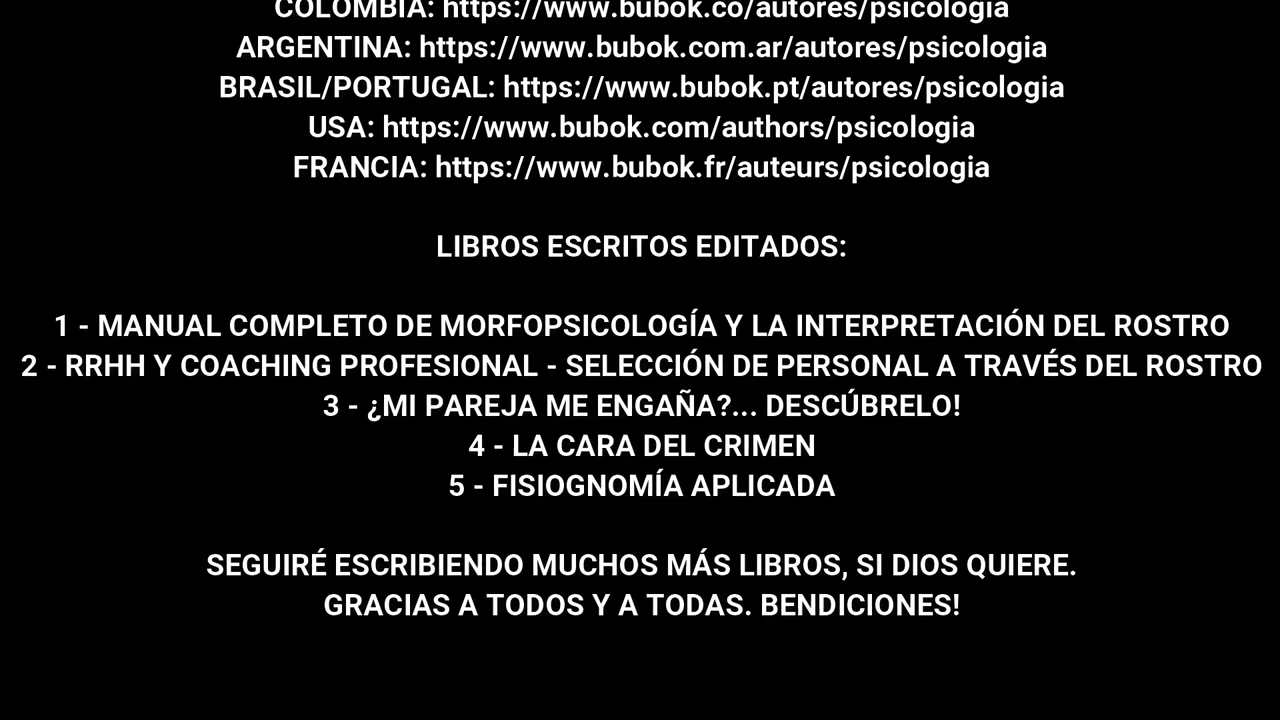 COLOMBIA: https://www.bubok.co/autores/psicologia
ARGENTINA: https://www.bubok.com.ar/autores/psicologia
BRASIL/PORTUGAL: https://www.bubok.pt/autores/psicologia
USA: https://www.bubok.com/authors/psicologia
FRANCIA: https://www.bubok.fr/auteurs/psicologia
LIBROS ESCRITOS EDITADOS:
1 - MANUAL COMPLETO DE MORFOPSICOLOGÍA Y LA INTERPRETACIÓN DEL ROSTRO
2 - RRHH Y COACHING PROFESIONAL - SELECCIÓN DE PERSONAL A TRAVÉS DEL ROSTRO
3 - ¿MI PAREJA ME ENGAÑA?... DESCÚBRELO!
4 - LA CARA DEL CRIMEN
5 - FISIOGNOMÍA APLICADA
SEGUIRÉ ESCRIBIENDO MUCHOS MÁS LIBROS, SI DIOS QUIERE.
GRACIAS A TODOS Y A TODAS. BENDICIONES!